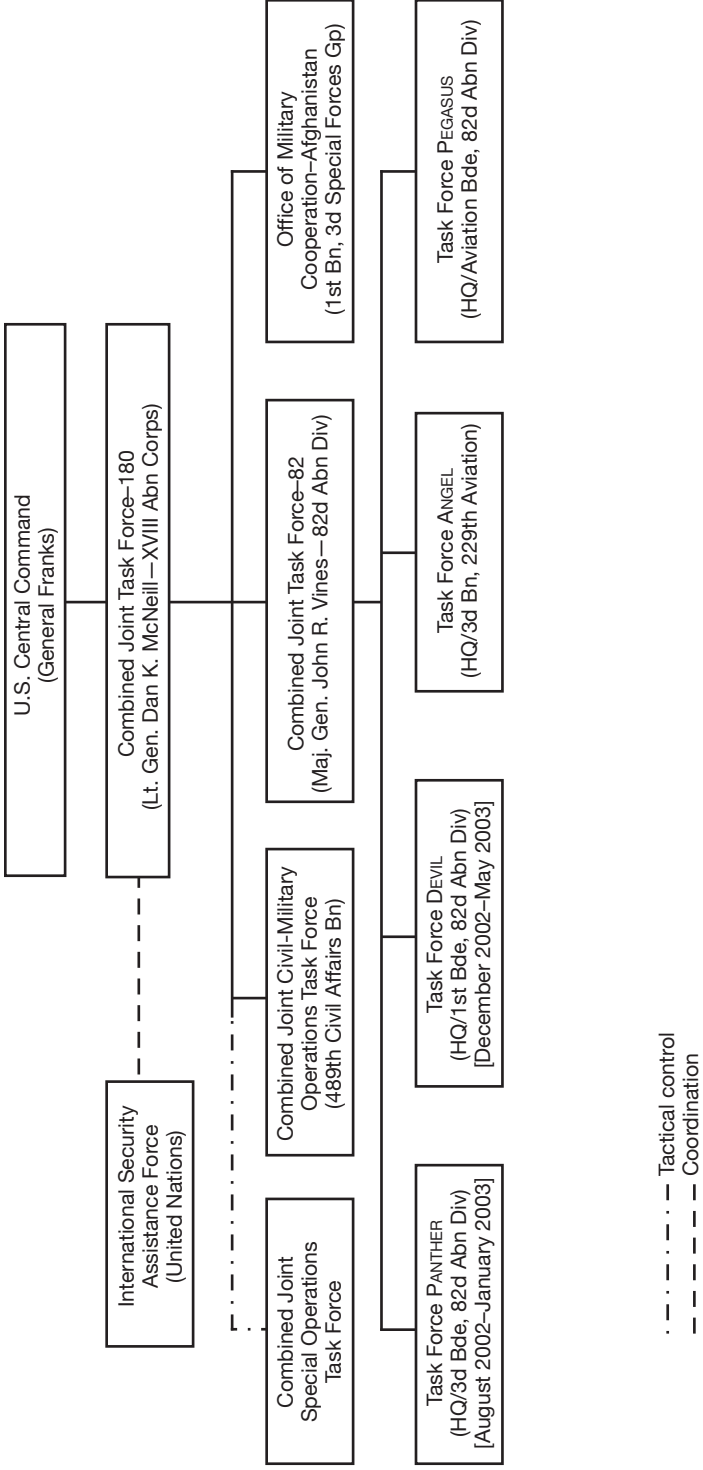 U.S. Central Command
(General Franks)
International Security
Assistance Force
(United Nations)
Combined Joint Task Force–180
(Lt. Gen. Dan K. McNeill—XVIII Abn Corps)
Combined Joint
Special Operations
Task Force
Combined Joint Civil-Military
Operations Task Force
(489th Civil Affairs Bn)
Combined Joint Task Force–82
(Maj. Gen. John R. Vines—82d Abn Div)
Office of Military
Cooperation–Afghanistan
(1st Bn, 3d Special Forces Gp)
Task Force PANTHER
(HQ/3d Bde, 82d Abn Div)
[August 2002–January 2003]
Task Force DEVIL
(HQ/1st Bde, 82d Abn Div)
[December 2002–May 2003]
Task Force ANGEL
(HQ/3d Bn, 229th Aviation)
Task Force PEGASUS
(HQ/Aviation Bde, 82d Abn Div)
Tactical control
Coordination